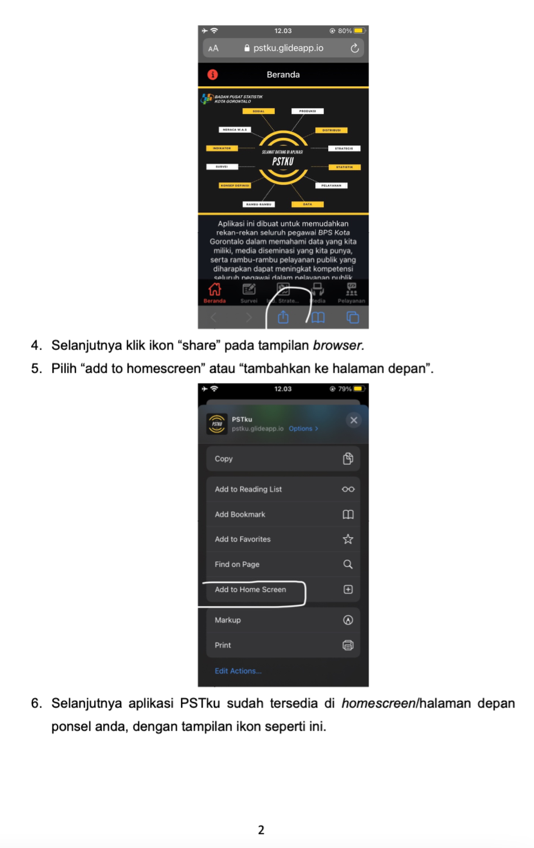 12.03
80%
AA
pstku.glideapp.io
Beranda
BADAN PUSAT STATISTIK
KOTA GORONTALO
SOSIAL
PRODUKSI
NERACA W & A
DISTRIBUSI
STRATEGIS
SURVEI
STATISTIK
SELAMAT DATANG DI APLIKASI
PSTKU
KONSEP DEFINISI
PELAYANAN
RAMBU RAMBU
DATA
Aplikasi ini dibuat untuk memudahkan
rekan-rekan seluruh pegawai BPS Kota
Gorontalo dalam memahami data yang kita
miliki, media diseminasi yang kita punya,
serta rambu-rambu pelayanan publik yang
diharapkan dapat meningkat kompetensi
seluruh pegawai dalam pelayanan publik
Beranda
Survei
Strate...
Media
Pelayanan
4. Selanjutnya klik ikon “share” pada tampilan browser.
5. Pilih “add to homescreen” atau “tambahkan ke halaman depan”.
12.03
79%
PSTKU
PSTku
pstku.glideapp.io Options >
Copy
Add to Reading List
Add Bookmark
Add to Favorites
Find on Page
Add to Home Screen
Markup
Print
Edit Actions...
6. Selanjutnya aplikasi PSTku sudah tersedia di homescreen/halaman depan
ponsel anda, dengan tampilan ikon seperti ini.
2